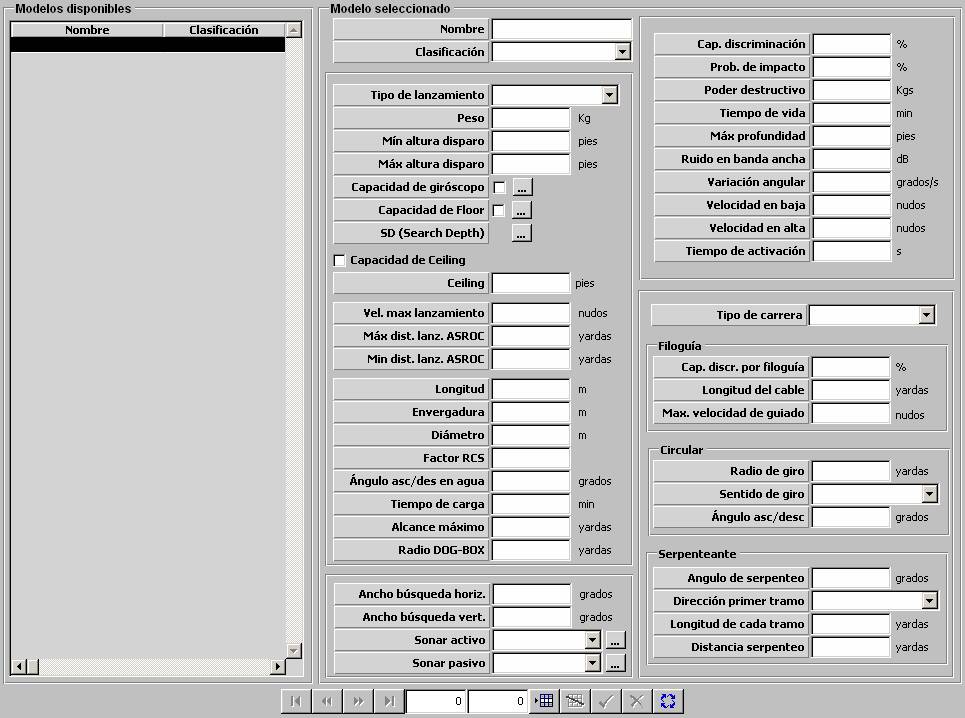 Modelos disponibles
Nombre Clasificación
Modelo seleccionado
Nombre
Clasificación
Tipo de lanzamiento
Peso Kg
Mín altura disparo pies
Máx altura disparo pies
Capacidad de giróscopo ...
Capacidad de Floor ...
SD (Search Depth) ...
Capacidad de Ceiling
Ceiling pies
Vel. max lanzamiento nudos
Máx dist. lanz. ASROC yardas
Min dist. lanz. ASROC yardas
Longitud m
Envergadura m
Diámetro m
Factor RCS
Ángulo asc/des en agua grados
Tiempo de carga min
Alcance máximo yardas
Radio DOG-BOX yardas
Ancho búsqueda horiz. grados
Ancho búsqueda vert. grados
Sonar activo ...
Sonar pasivo ...
Cap. discriminación %
Prob. de impacto %
Poder destructivo Kgs
Tiempo de vida min
Máx profundidad pies
Ruido en banda ancha dB
Variación angular grados/s
Velocidad en baja nudos
Velocidad en alta nudos
Tiempo de activación s
Tipo de carrera
Filoguía
Cap. discr. por filoguía %
Longitud del cable yardas
Max. velocidad de guiado nudos
Circular
Radio de giro yardas
Sentido de giro
Ángulo asc/desc grados
Serpenteante
Angulo de serpenteo grados
Dirección primer tramo
Longitud de cada tramo yardas
Distancia serpenteo yardas
0 0